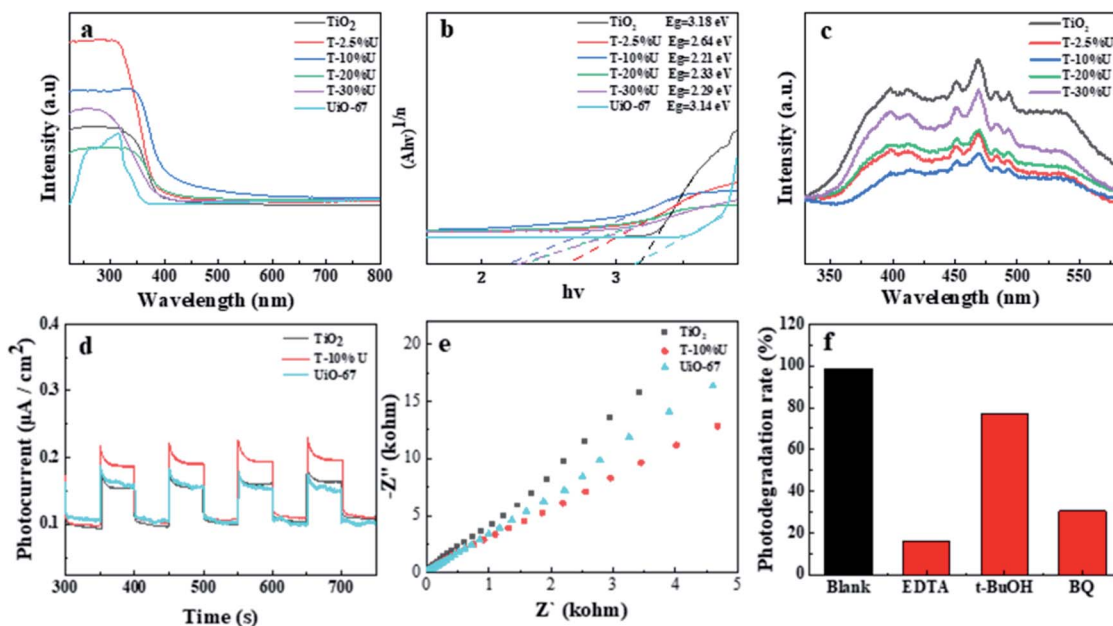 a
TiO₂
T-2.5%U
T-10%U
T-20%U
T-30%U
UiO-67
Intensity (a.u)
300 400 500 600 700 800
Wavelength (nm)
b
TiO₂ Eg=3.18 eV
T-2.5%U Eg=2.64 eV
T-10%U Eg=2.21 eV
T-20%U Eg=2.33 eV
T-30%U Eg=2.29 eV
UiO-67 Eg=3.14 eV
(Ahv)1/n
2 3
hv
c
TiO₂
T-2.5%U
T-10%U
T-20%U
T-30%U
Intensity (a.u.)
350 400 450 500 550
Wavelength (nm)
d
TiO₂
T-10% U
UiO-67
Photocurrent (µA / cm²)
0.4
0.3
0.2
0.1
300 400 500 600 700
Time (s)
e
TiO₂
T-10%U
UiO-67
-Z'' (kohm)
20
15
10
5
0
0 1 2 3 4 5
Z` (kohm)
f
Photodegradation rate (%)
120
100
80
60
40
20
0
Blank EDTA t-BuOH BQ